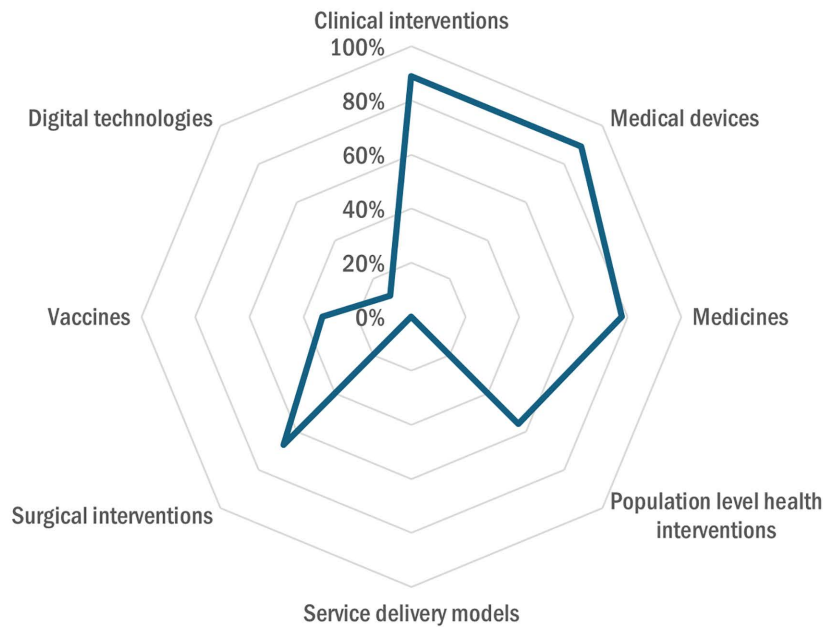 Clinical interventions
100%
Digital technologies
80%
Medical devices
60%
40%
20%
Vaccines
0%
Medicines
Surgical interventions
Population level health
interventions
Service delivery models